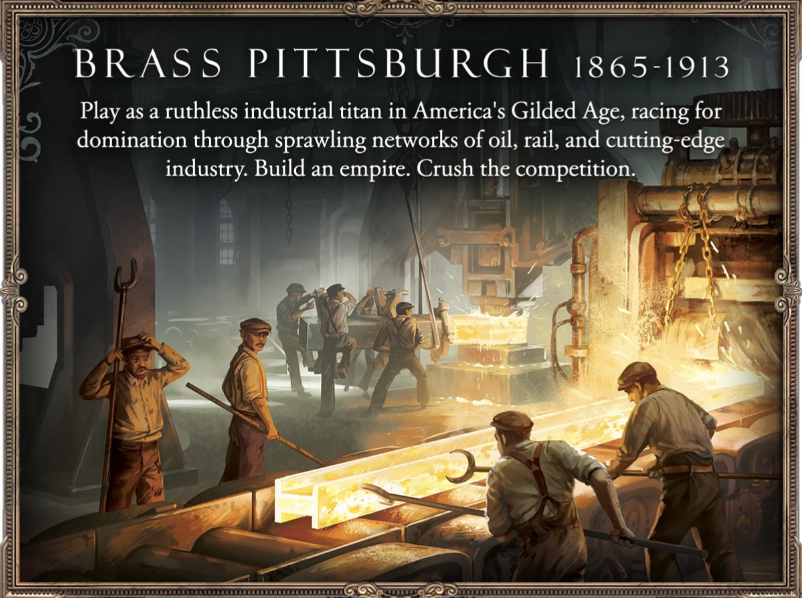 BRASS PITTSBURGH 1865-1913
Play as a ruthless industrial titan in America's Gilded Age, racing for
domination through sprawling networks of oil, rail, and cutting-edge
industry. Build an empire. Crush the competition.